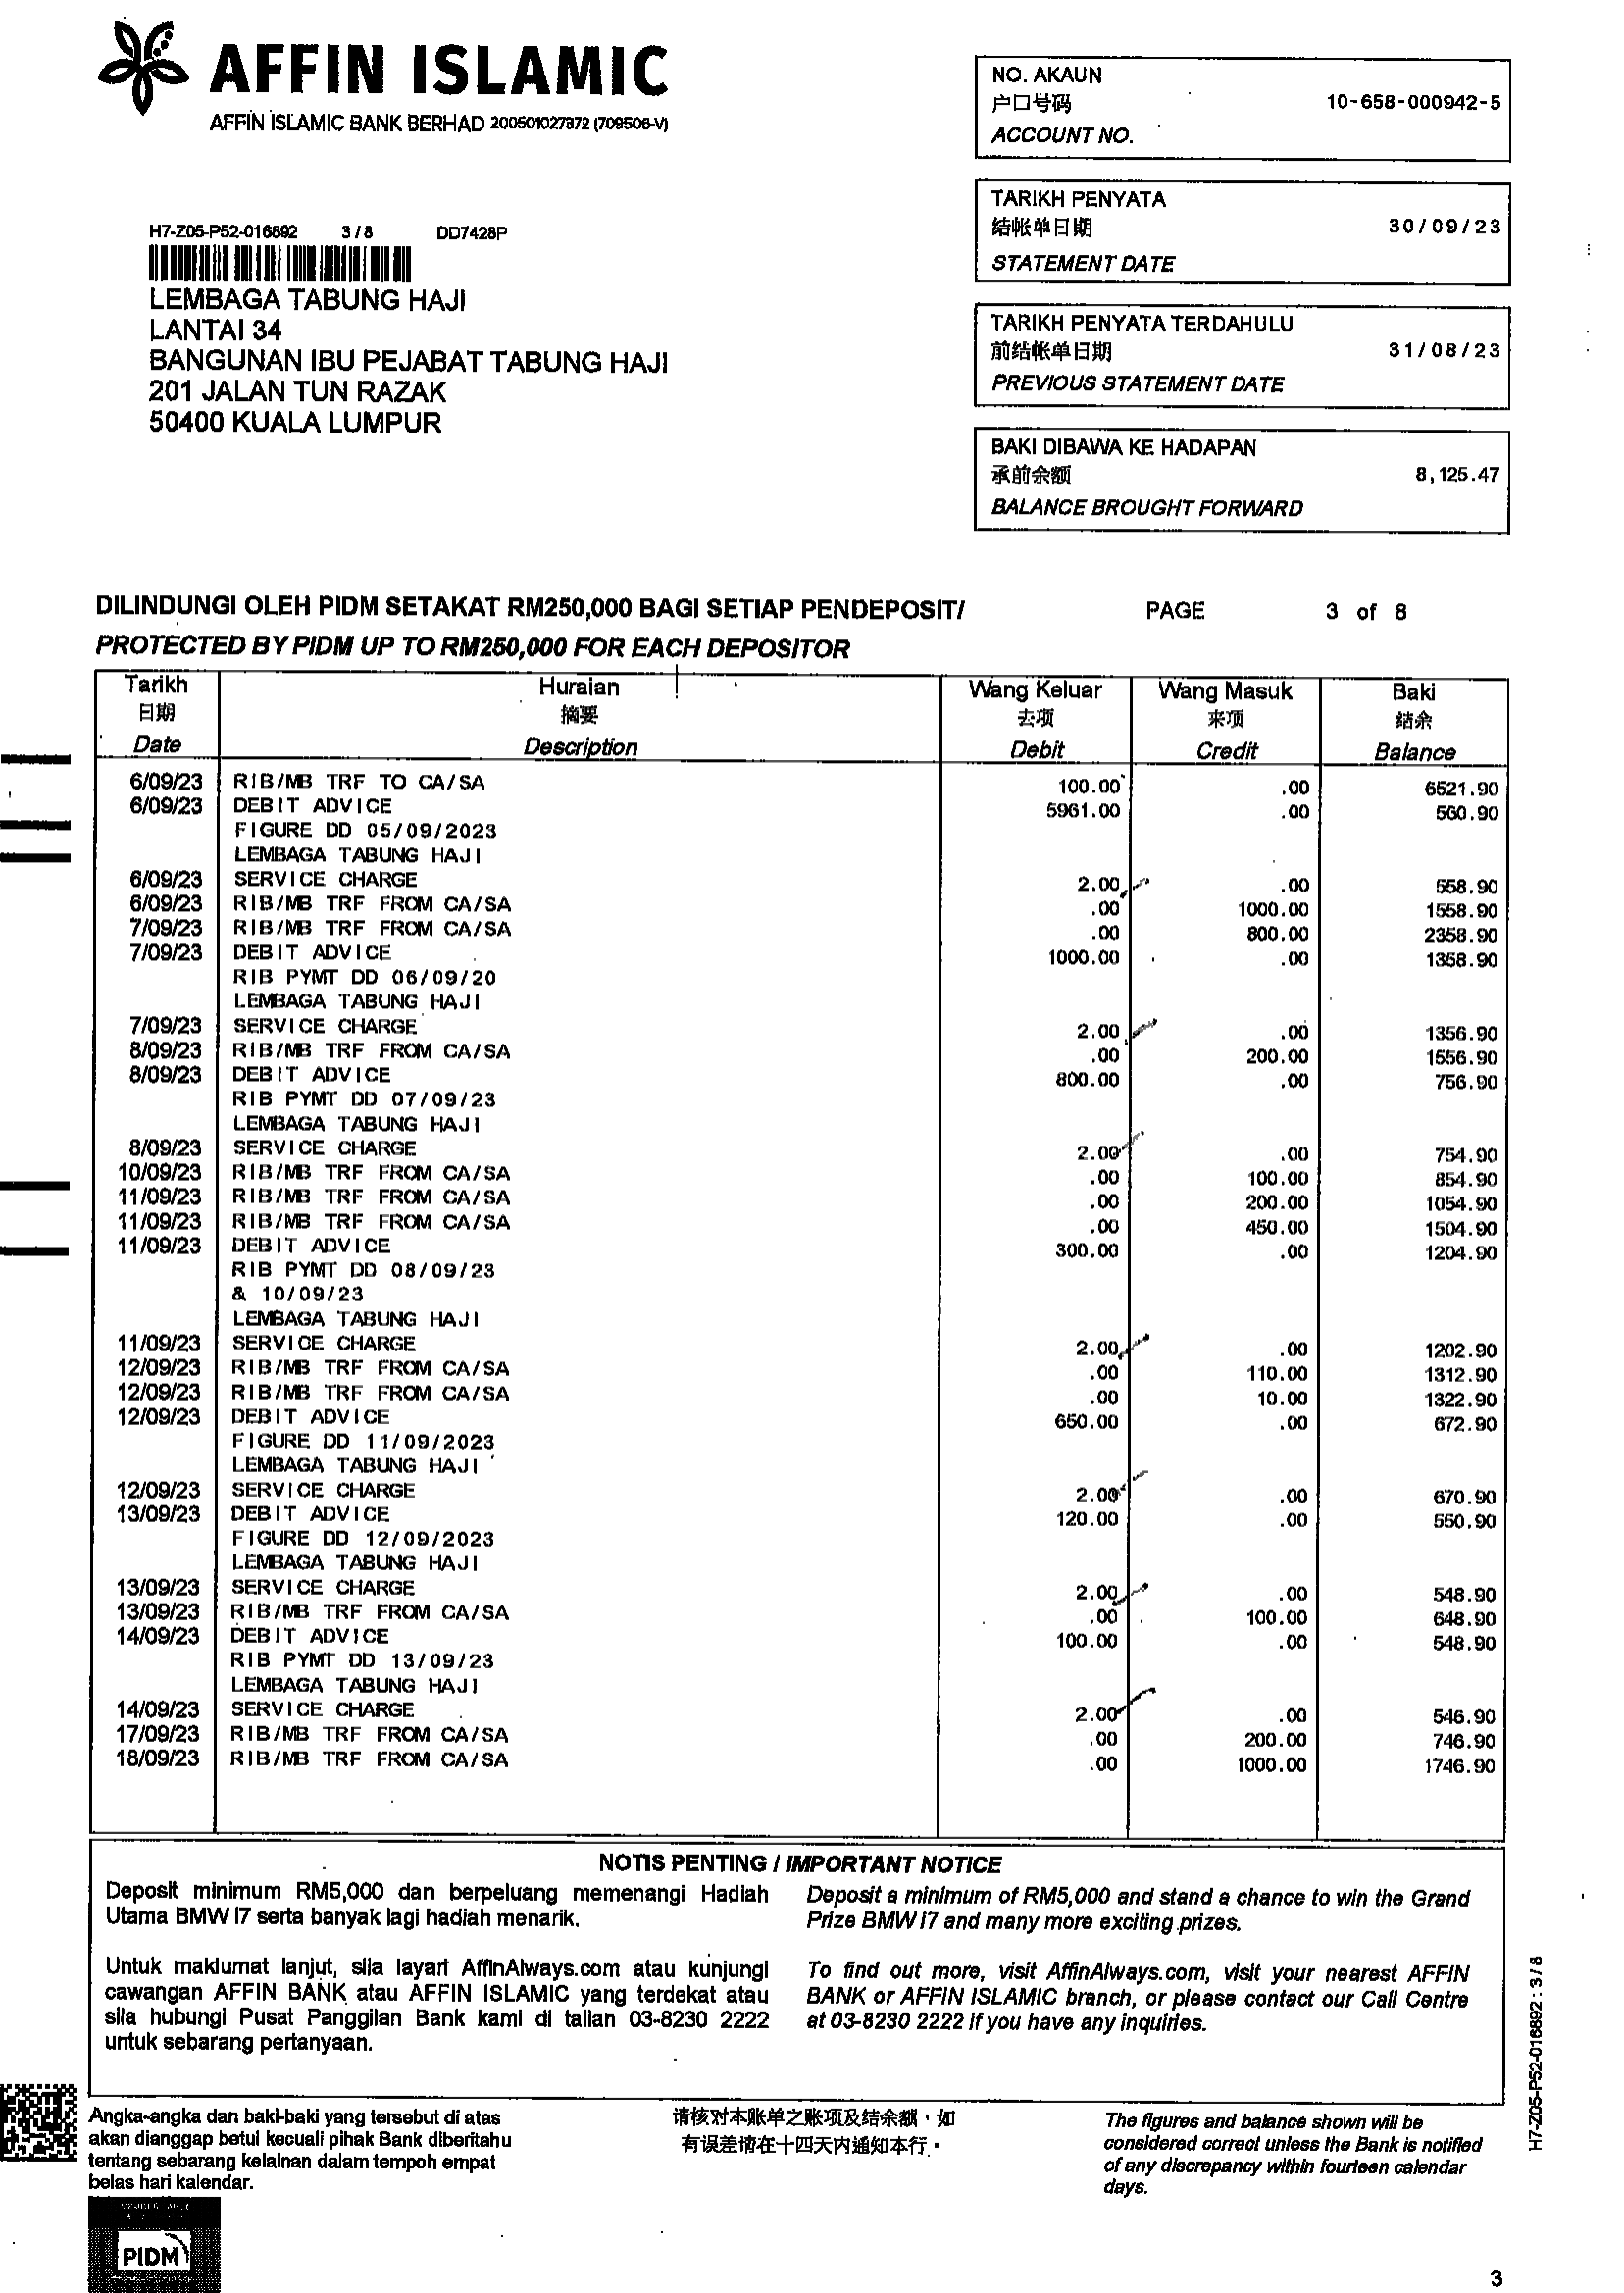 AFFIN ISLAMIC
AFFIN ISLAMIC BANK BERHAD 200501027372 (709506-V)
NO. AKAUN
户口号码 10-658-000942-5
ACCOUNT NO.
TARIKH PENYATA
结帐单日期 30/09/23
STATEMENT DATE
TARIKH PENYATA TERDAHULU
前结帐单日期 31/08/23
PREVIOUS STATEMENT DATE
BAKI DIBAWA KE HADAPAN
承前余额 8,125.47
BALANCE BROUGHT FORWARD
H7-Z05-P52-016892 3/8 DD7428P
LEMBAGA TABUNG HAJI
LANTAI 34
BANGUNAN IBU PEJABAT TABUNG HAJI
201 JALAN TUN RAZAK
50400 KUALA LUMPUR
DILINDUNGI OLEH PIDM SETAKAT RM250,000 BAGI SETIAP PENDEPOSIT/ PAGE 3 of 8
PROTECTED BY PIDM UP TO RM250,000 FOR EACH DEPOSITOR
Tarikh Huraian Wang Keluar Wang Masuk Baki
日期 摘要 去项 来项 结余
Date Description Debit Credit Balance
6/09/23 RIB/MB TRF TO CA/SA 100.00 .00 6521.90
6/09/23 DEBIT ADVICE 5961.00 .00 560.90
FIGURE DD 05/09/2023
LEMBAGA TABUNG HAJI
6/09/23 SERVICE CHARGE 2.00 .00 558.90
6/09/23 RIB/MB TRF FROM CA/SA .00 1000.00 1558.90
7/09/23 RIB/MB TRF FROM CA/SA .00 800.00 2358.90
7/09/23 DEBIT ADVICE 1000.00 .00 1358.90
RIB PYMT DD 06/09/20
LEMBAGA TABUNG HAJI
7/09/23 SERVICE CHARGE 2.00 .00 1356.90
8/09/23 RIB/MB TRF FROM CA/SA .00 200.00 1556.90
8/09/23 DEBIT ADVICE 800.00 .00 756.90
RIB PYMT DD 07/09/23
LEMBAGA TABUNG HAJI
8/09/23 SERVICE CHARGE 2.00 .00 754.90
10/09/23 RIB/MB TRF FROM CA/SA .00 100.00 854.90
11/09/23 RIB/MB TRF FROM CA/SA .00 200.00 1054.90
11/09/23 RIB/MB TRF FROM CA/SA .00 450.00 1504.90
11/09/23 DEBIT ADVICE 300.00 .00 1204.90
RIB PYMT DD 08/09/23
& 10/09/23
LEMBAGA TABUNG HAJI
11/09/23 SERVICE CHARGE 2.00 .00 1202.90
12/09/23 RIB/MB TRF FROM CA/SA .00 110.00 1312.90
12/09/23 RIB/MB TRF FROM CA/SA .00 10.00 1322.90
12/09/23 DEBIT ADVICE 650.00 .00 672.90
FIGURE DD 11/09/2023
LEMBAGA TABUNG HAJI
12/09/23 SERVICE CHARGE 2.00 .00 670.90
13/09/23 DEBIT ADVICE 120.00 .00 550.90
FIGURE DD 12/09/2023
LEMBAGA TABUNG HAJI
13/09/23 SERVICE CHARGE 2.00 .00 548.90
13/09/23 RIB/MB TRF FROM CA/SA .00 100.00 648.90
14/09/23 DEBIT ADVICE 100.00 .00 548.90
RIB PYMT DD 13/09/23
LEMBAGA TABUNG HAJI
14/09/23 SERVICE CHARGE 2.00 .00 546.90
17/09/23 RIB/MB TRF FROM CA/SA .00 200.00 746.90
18/09/23 RIB/MB TRF FROM CA/SA .00 1000.00 1746.90
NOTIS PENTING / IMPORTANT NOTICE
Deposit minimum RM5,000 dan berpeluang memenangi Hadiah
Utama BMW i7 serta banyak lagi hadiah menarik.
Untuk maklumat lanjut, sila layari AffinAlways.com atau kunjungi
cawangan AFFIN BANK atau AFFIN ISLAMIC yang terdekat atau
sila hubungi Pusat Panggilan Bank kami di talian 03-8230 2222
untuk sebarang pertanyaan.
Deposit a minimum of RM5,000 and stand a chance to win the Grand
Prize BMW i7 and many more exciting prizes.
To find out more, visit AffinAlways.com, visit your nearest AFFIN
BANK or AFFIN ISLAMIC branch, or please contact our Call Centre
at 03-8230 2222 if you have any inquiries.
H7-Z05-P52-016892 : 3/8
Angka-angka dan baki-baki yang tersebut di atas
akan dianggap betul kecuali pihak Bank diberitahu
tentang sebarang kelainan dalam tempoh empat
belas hari kalendar.
请核对本账单之账项及结余额，如
有误差请在十四天内通知本行。
The figures and balance shown will be
considered correct unless the Bank is notified
of any discrepancy within fourteen calendar
days.
PIDM
3